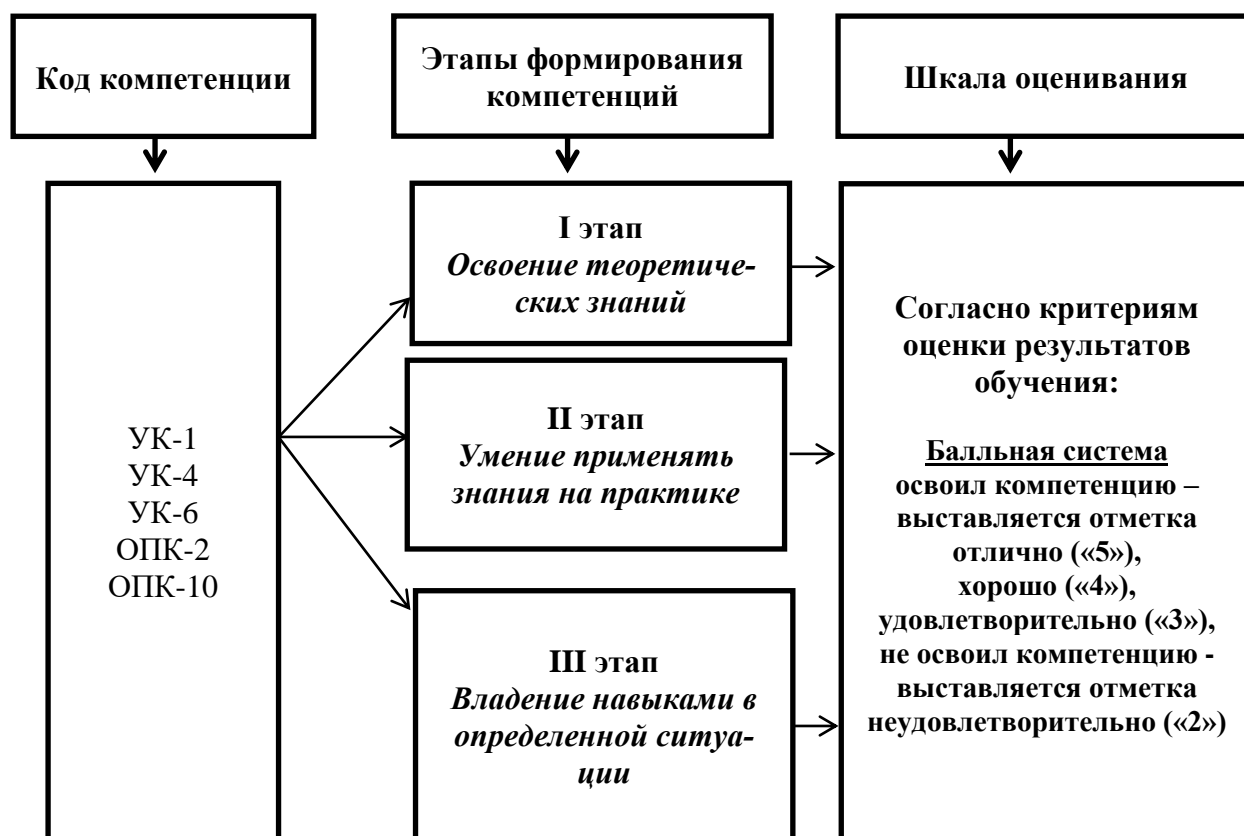 Код компетенции
Этапы формирования
компетенций
Шкала оценивания
УК-1
УК-4
УК-6
ОПК-2
ОПК-10
I этап
Освоение теоретиче-
ских знаний
II этап
Умение применять
знания на практике
III этап
Владение навыками в
определенной ситуа-
ции
Согласно критериям
оценки результатов
обучения:
Балльная система
освоил компетенцию –
выставляется отметка
отлично («5»),
хорошо («4»),
удовлетворительно («3»),
не освоил компетенцию -
выставляется отметка
неудовлетворительно («2»)